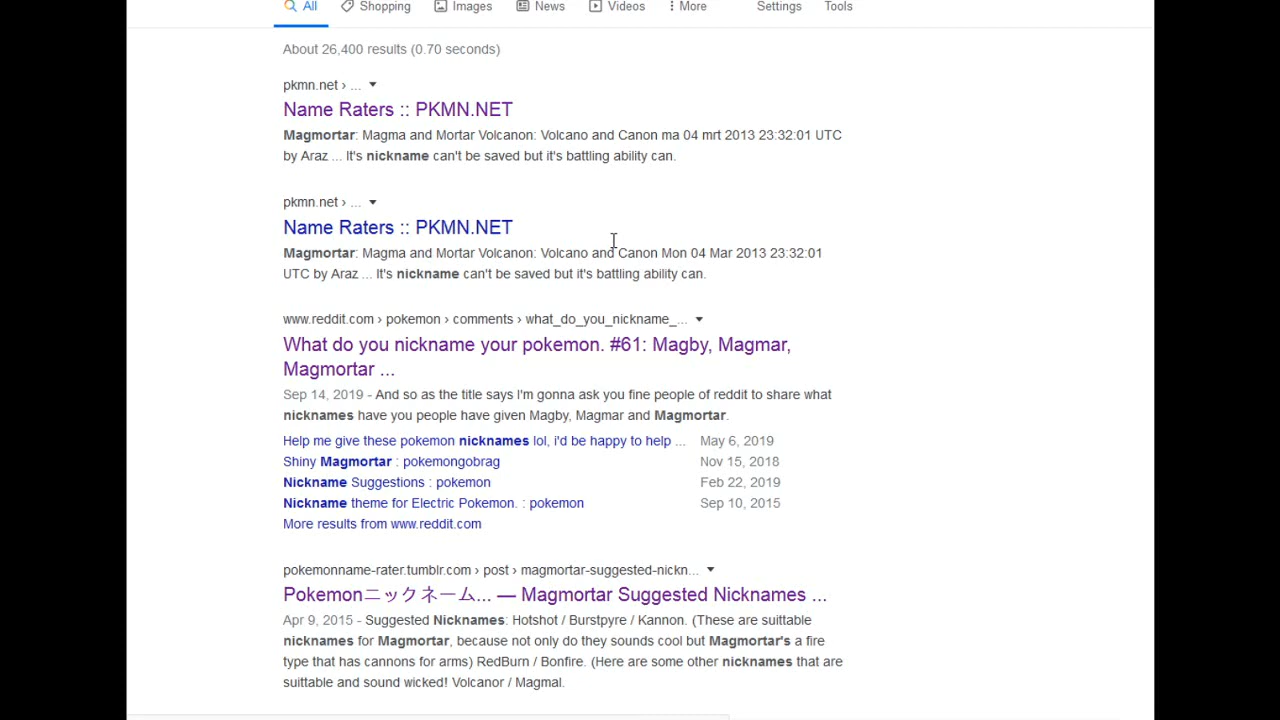 All Shopping Images News Videos More Settings Tools
About 26,400 results (0.70 seconds)
pkmn.net › ...
Name Raters :: PKMN.NET
Magmortar: Magma and Mortar Volcanon: Volcano and Canon ma 04 mrt 2013 23:32:01 UTC
by Araz ... It's nickname can't be saved but it's battling ability can.
pkmn.net › ...
Name Raters :: PKMN.NET
Magmortar: Magma and Mortar Volcanon: Volcano and Canon Mon 04 Mar 2013 23:32:01
UTC by Araz ... It's nickname can't be saved but it's battling ability can.
www.reddit.com › pokemon › comments › what_do_you_nickname_...
What do you nickname your pokemon. #61: Magby, Magmar,
Magmortar ...
Sep 14, 2019 - And so as the title says I'm gonna ask you fine people of reddit to share what
nicknames have you people have given Magby, Magmar and Magmortar.
Help me give these pokemon nicknames lol, i'd be happy to help ... May 6, 2019
Shiny Magmortar : pokemongobrag Nov 15, 2018
Nickname Suggestions : pokemon Feb 22, 2019
Nickname theme for Electric Pokemon. : pokemon Sep 10, 2015
More results from www.reddit.com
pokemonname-rater.tumblr.com › post › magmortar-suggested-nickn...
Pokemonニックネーム... — Magmortar Suggested Nicknames ...
Apr 9, 2015 - Suggested Nicknames: Hotshot / Burstpyre / Kannon. (These are suittable
nicknames for Magmortar, because not only do they sounds cool but Magmortar's a fire
type that has cannons for arms) RedBurn / Bonfire. (Here are some other nicknames that are
suittable and sound wicked! Volcanor / Magmal.